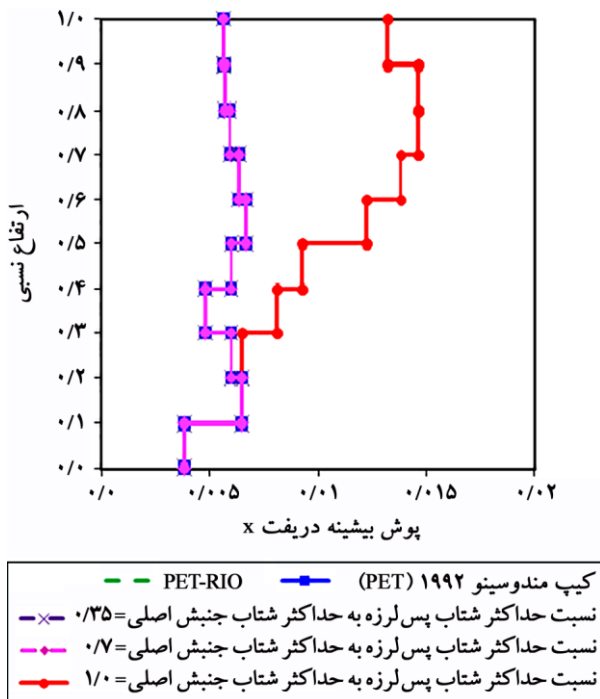 ۱/۰
۰/۹
۰/۸
۰/۷
۰/۶
۰/۵
۰/۴
۰/۳
۰/۲
۰/۱
۰/۰
ارتفاع نسبی
۰/۰ ۰/۰۰۵ ۰/۰۱ ۰/۰۱۵ ۰/۰۲
پوش بیشینه دریفت x
کیپ مندوسینو ۱۹۹۲ (PET) PET-RIO
نسبت حداکثر شتاب پس‌لرزه به حداکثر شتاب جنبش اصلی=۰/۳۵
نسبت حداکثر شتاب پس‌لرزه به حداکثر شتاب جنبش اصلی=۰/۷
نسبت حداکثر شتاب پس‌لرزه به حداکثر شتاب جنبش اصلی=۱/۰